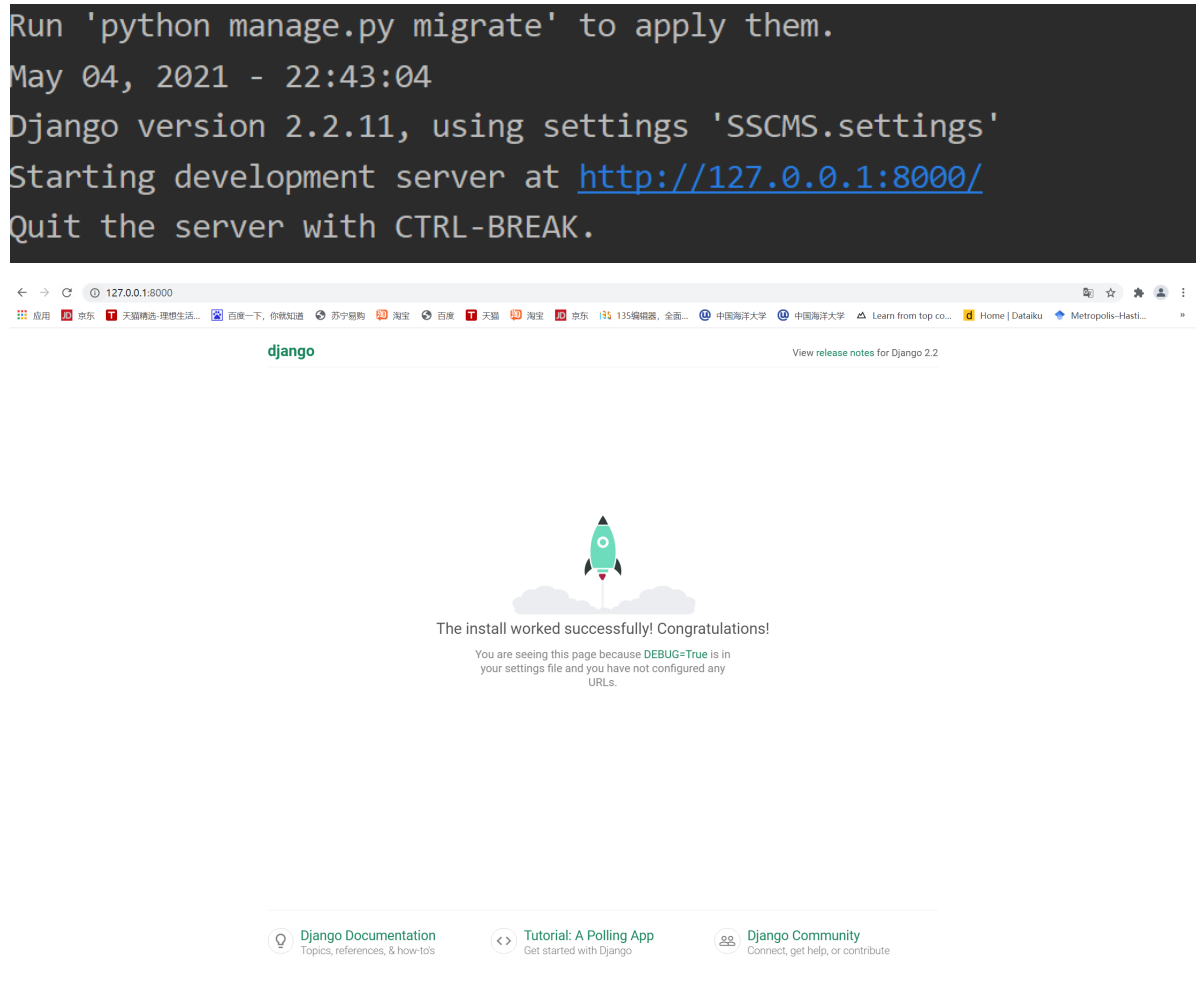 Run 'python manage.py migrate' to apply them.
May 04, 2021 - 22:43:04
Django version 2.2.11, using settings 'SSCMS.settings'
Starting development server at http://127.0.0.1:8000/
Quit the server with CTRL-BREAK.
127.0.0.1:8000
应用 JD 京东 T 天猫精选-理想生活... 百度一下，你就知道 苏宁易购 淘 淘宝 百度 T 天猫 淘 淘宝 JD 京东 135 135编辑器，全面... 中国海洋大学 中国海洋大学 Learn from top co... d Home | Dataiku Metropolis–Hasti... »
django
View release notes for Django 2.2
The install worked successfully! Congratulations!
You are seeing this page because DEBUG=True is in
your settings file and you have not configured any
URLs.
Django Documentation Tutorial: A Polling App Django Community
Topics, references, & how-to's Get started with Django Connect, get help, or contribute